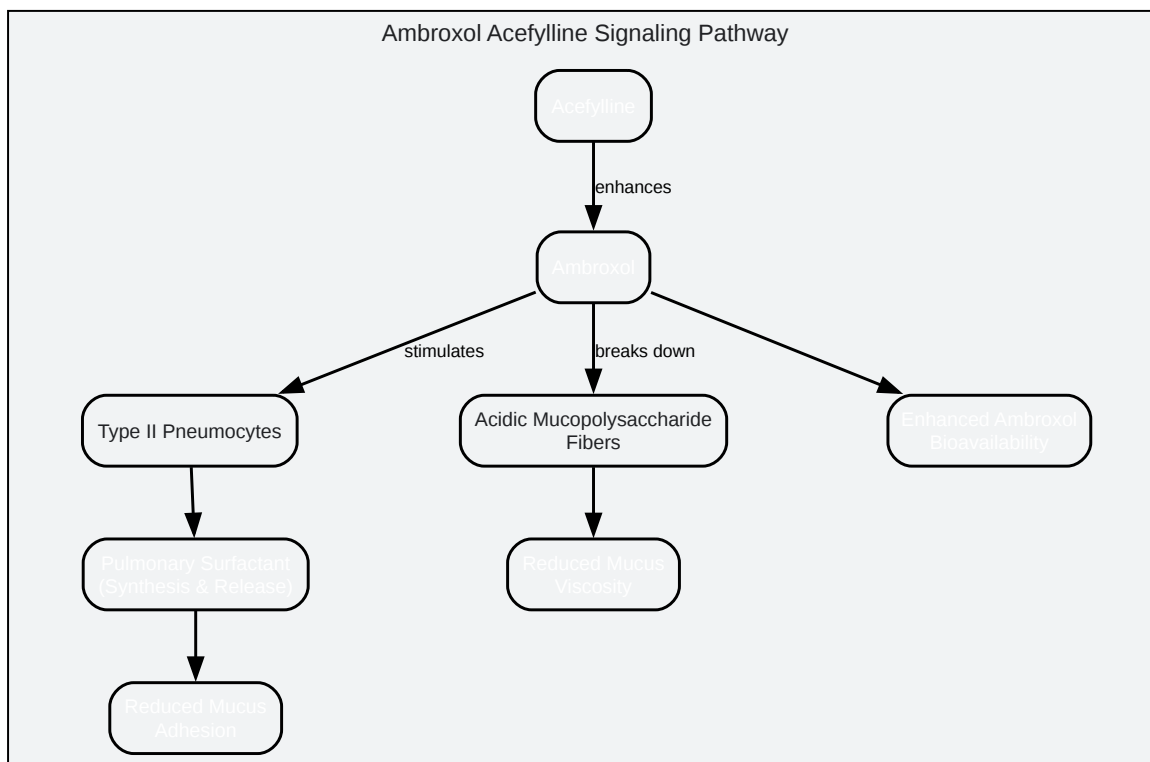 Ambroxol Acefylline Signaling Pathway
Acefylline
enhances
Ambroxol
stimulates
breaks down
Type II Pneumocytes
Acidic Mucopolysaccharide
Fibers
Enhanced Ambroxol
Bioavailability
Pulmonary Surfactant
(Synthesis & Release)
Reduced Mucus
Viscosity
Reduced Mucus
Adhesion